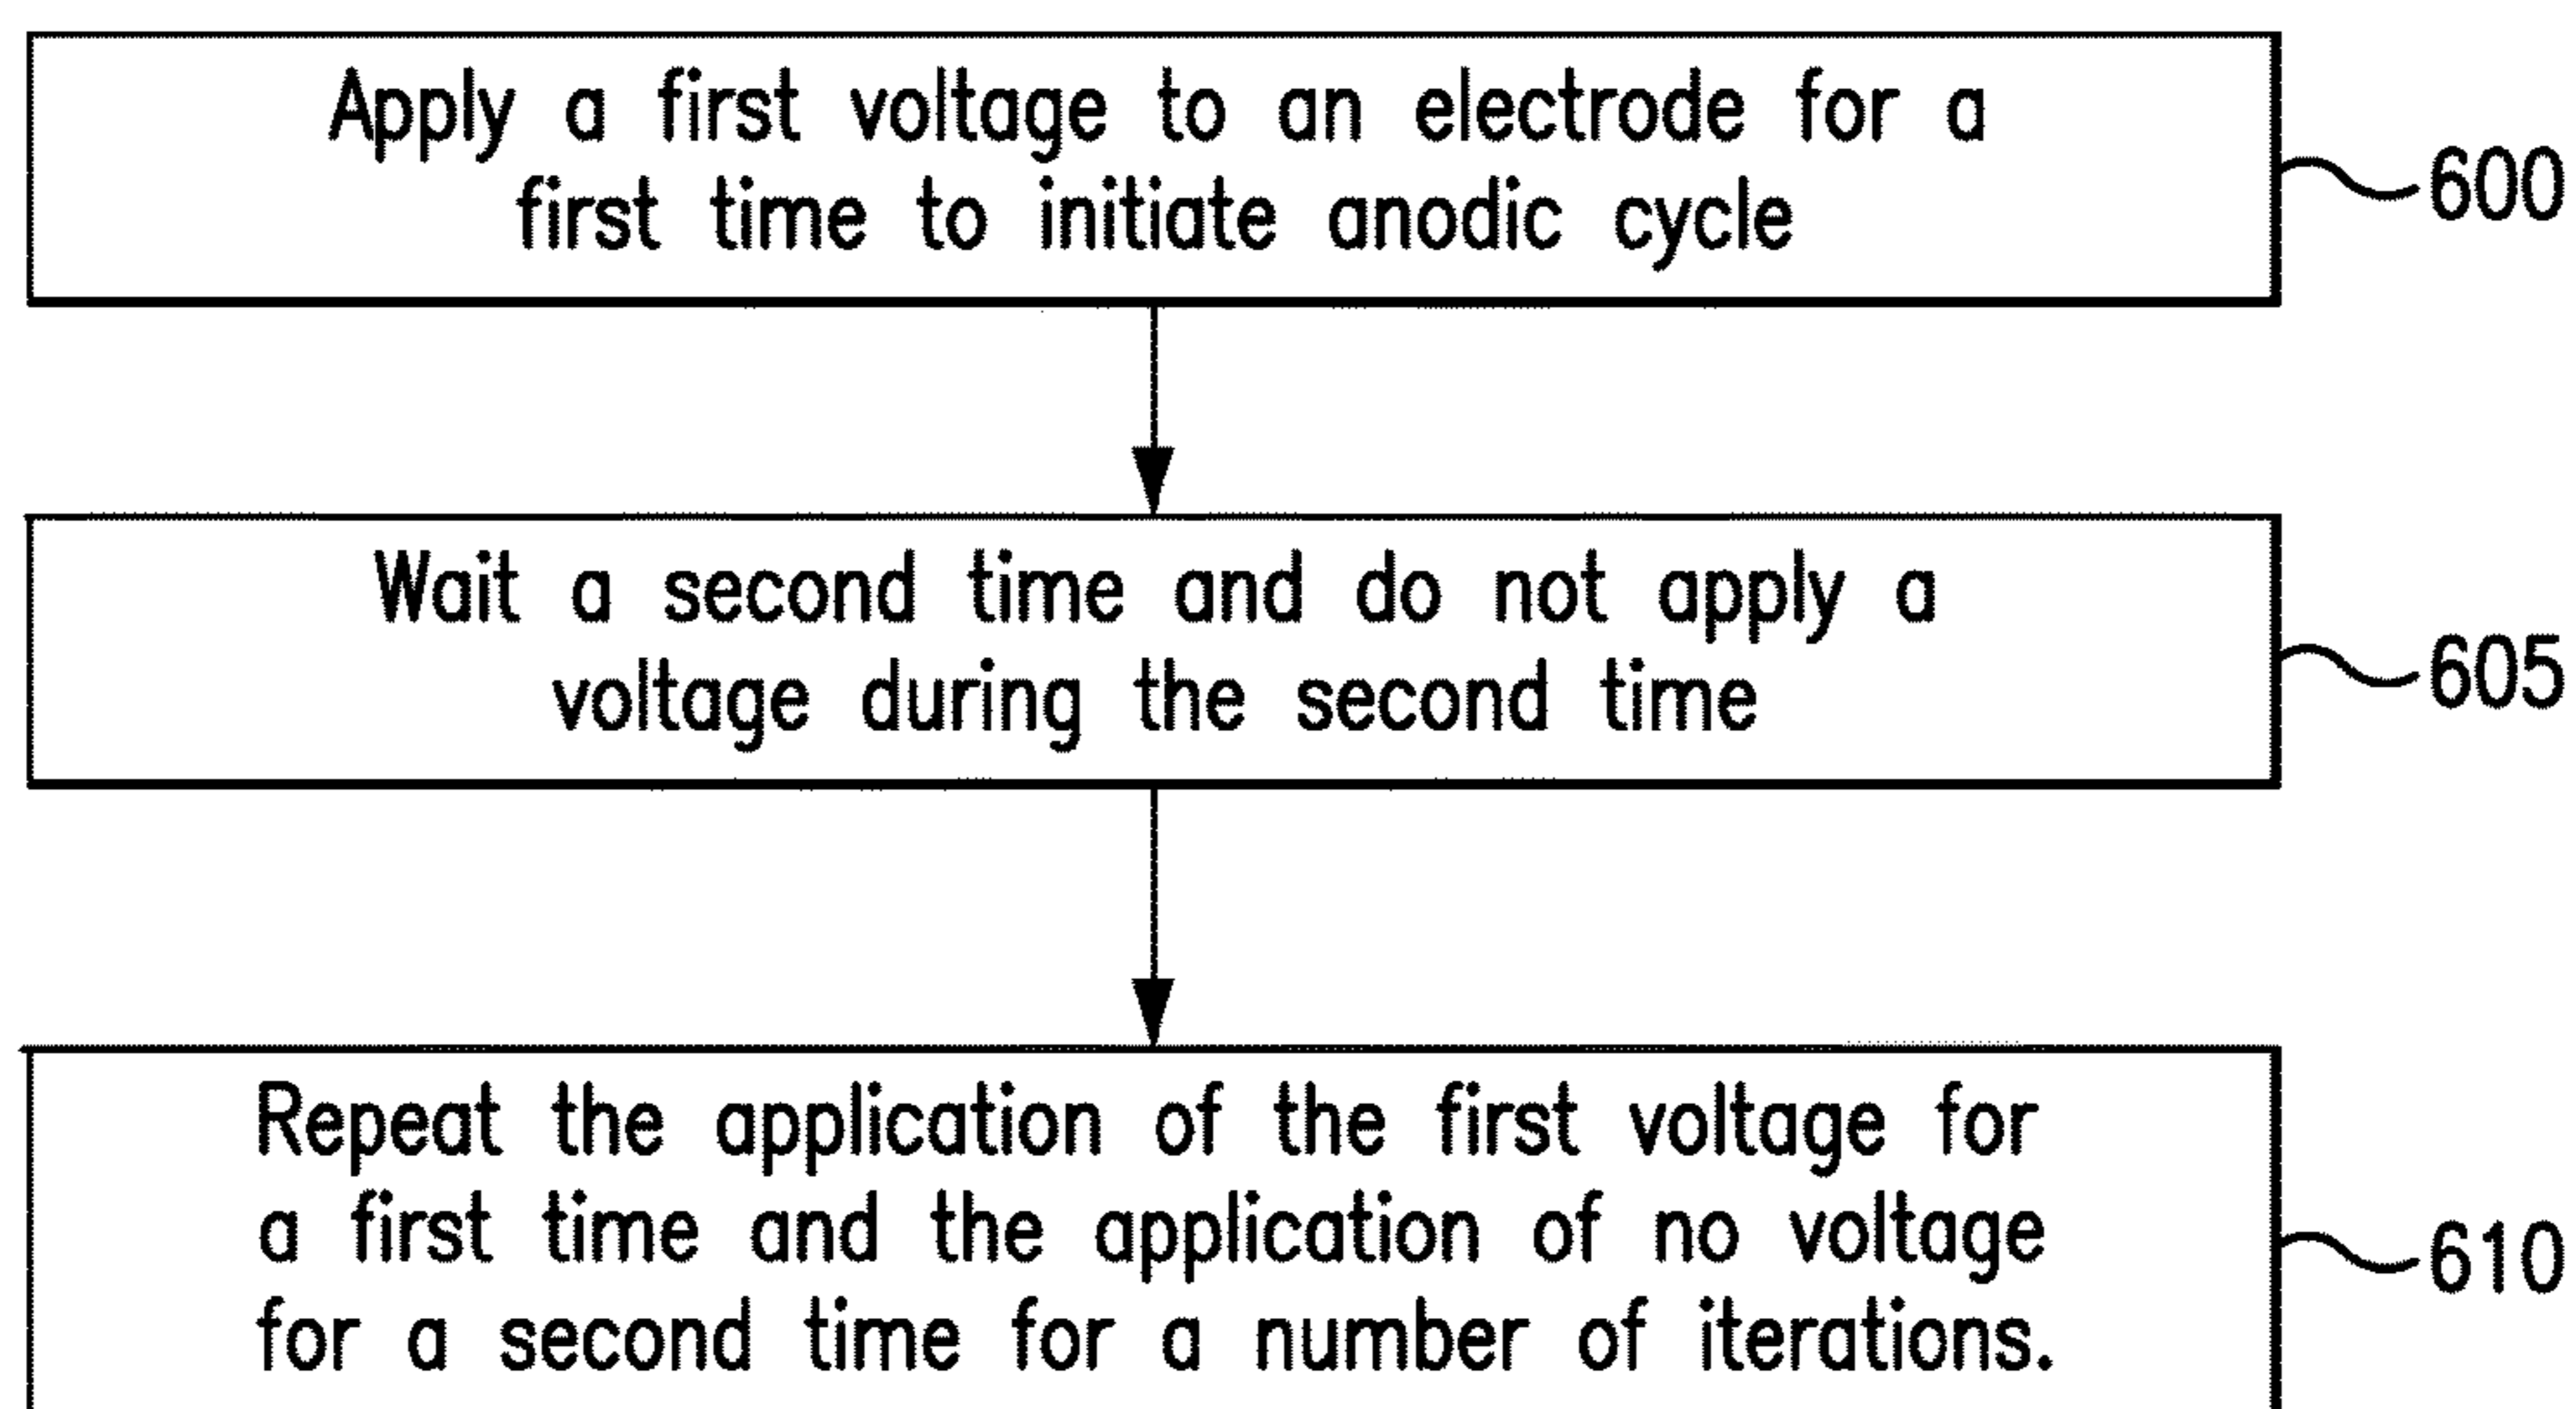 Apply a first voltage to an electrode for a
first time to initiate anodic cycle
600
Wait a second time and do not apply a
voltage during the second time
605
Repeat the application of the first voltage for
a first time and the application of no voltage
for a second time for a number of iterations.
610